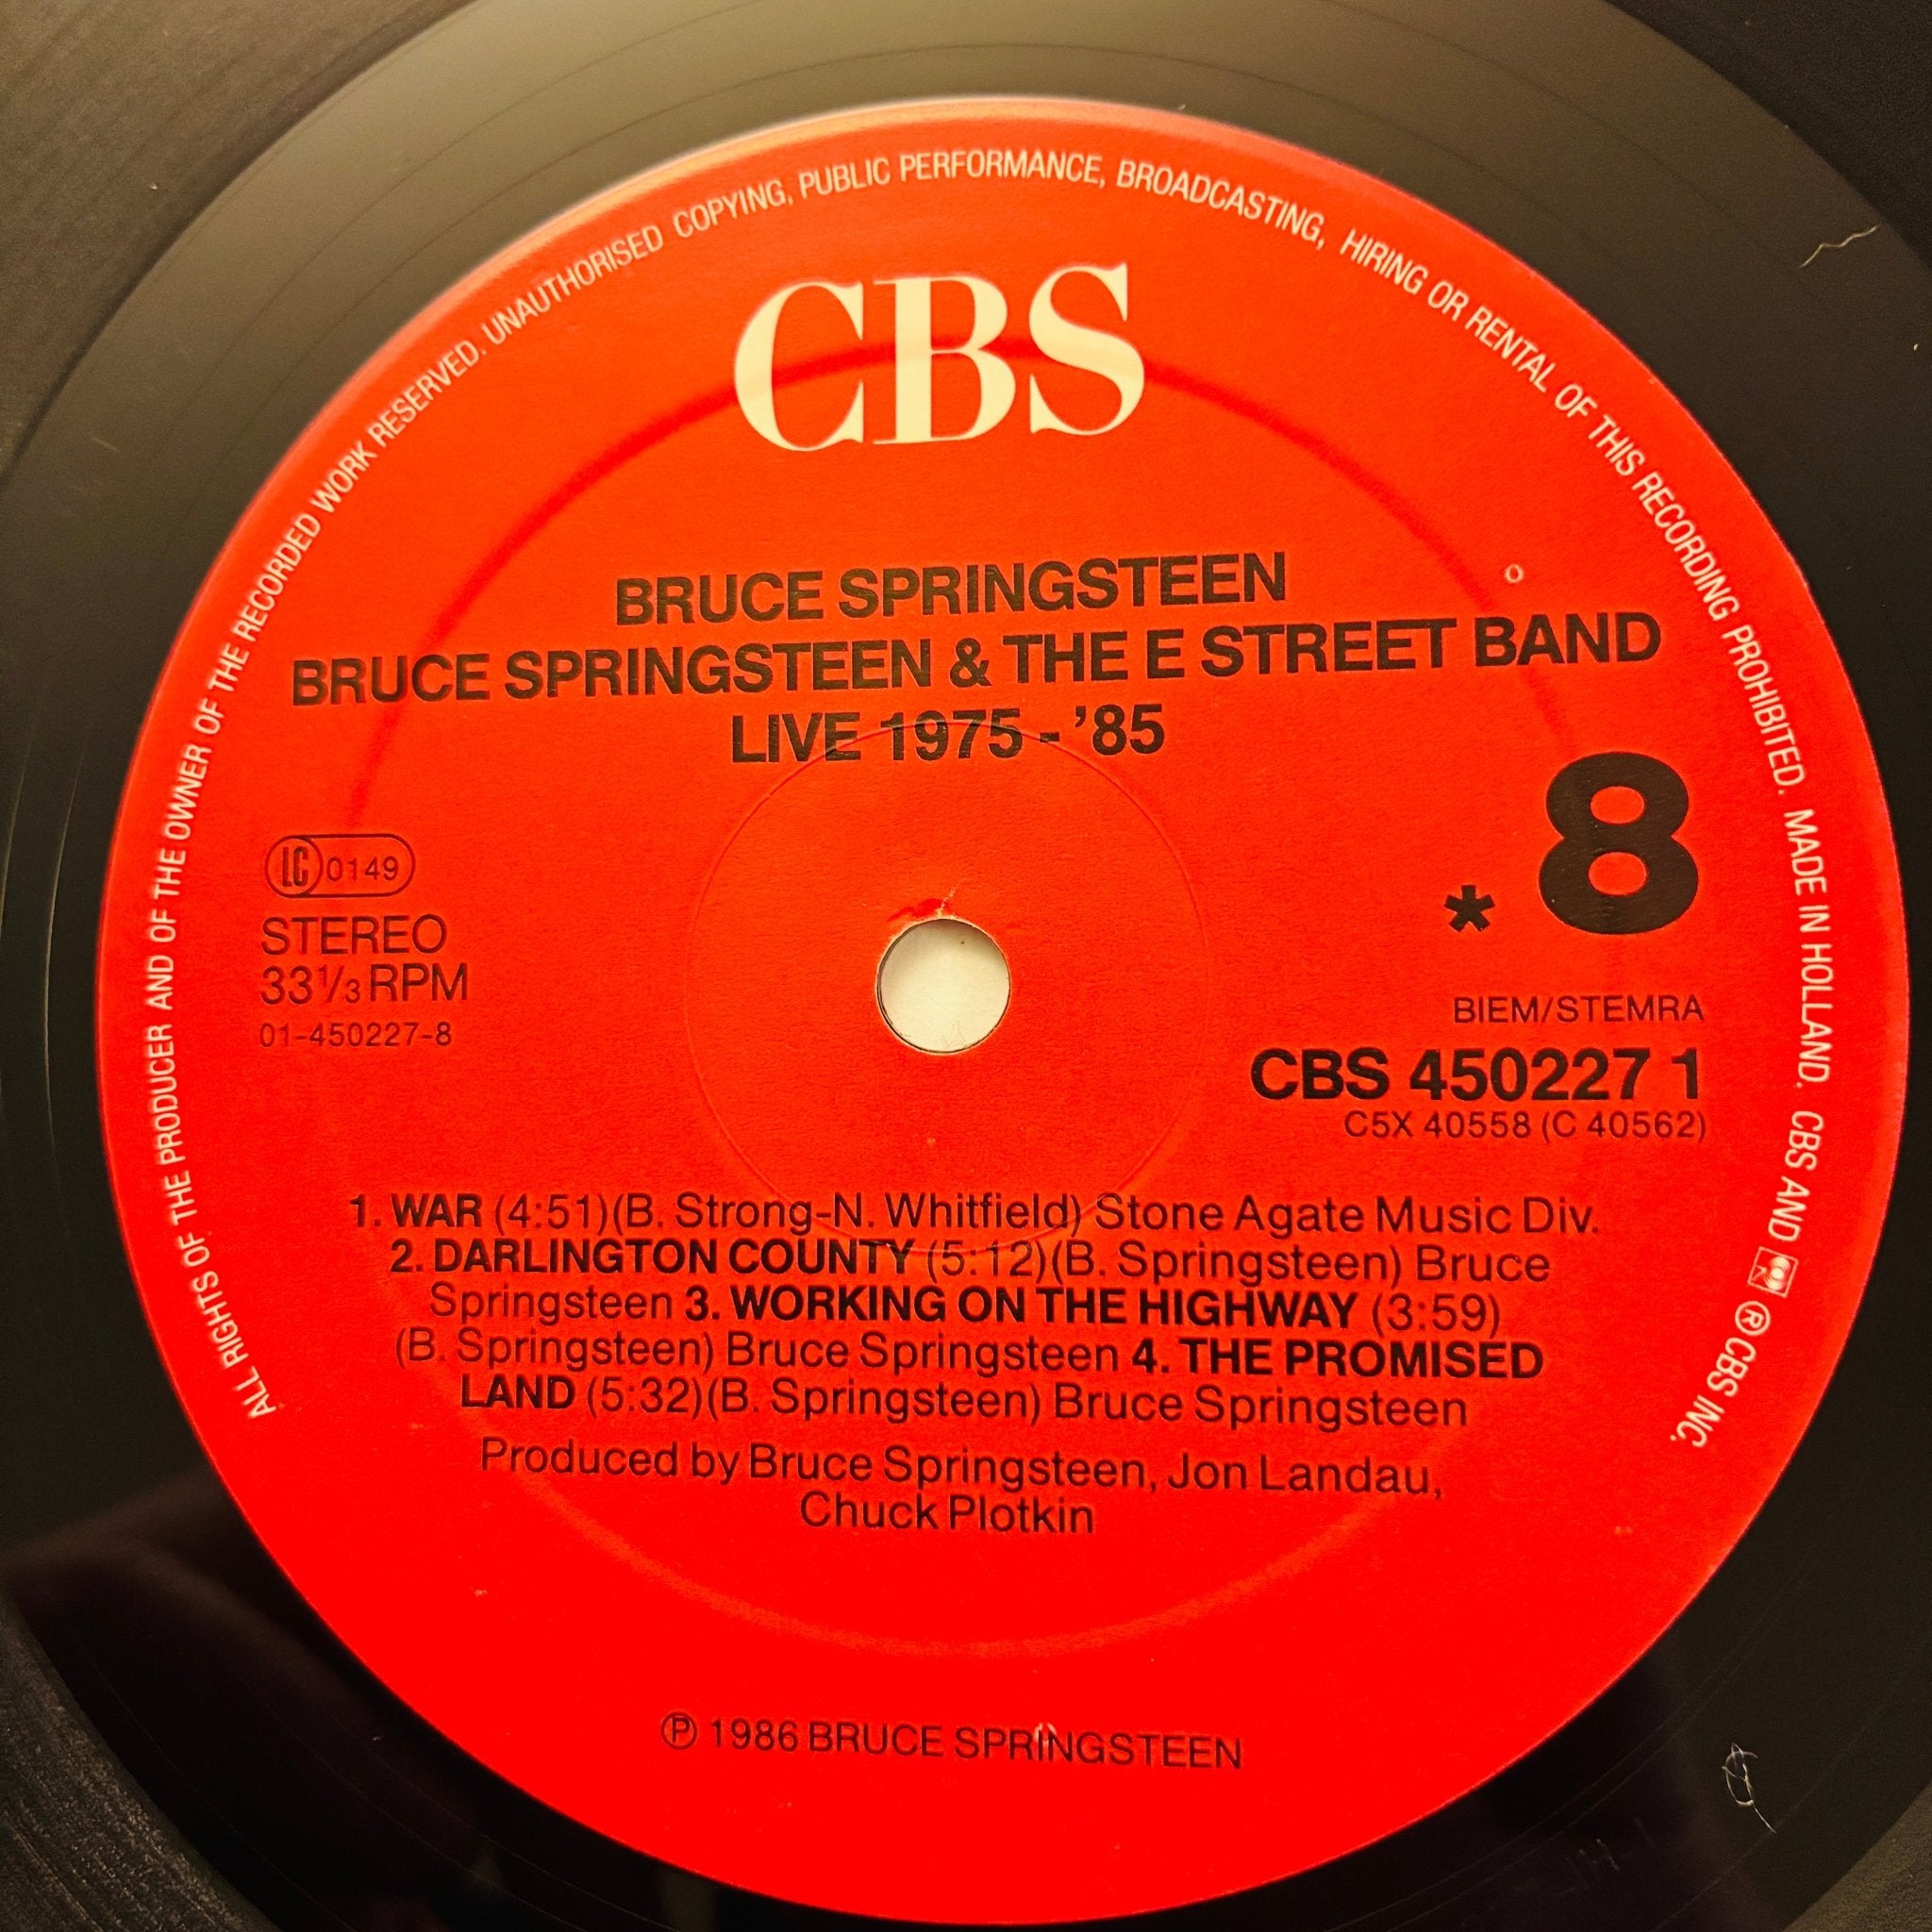 ALL RIGHTS OF THE PRODUCER AND OF THE OWNER OF THE RECORDED WORK RESERVED. UNAUTHORISED COPYING, PUBLIC PERFORMANCE, BROADCASTING, HIRING OR RENTAL OF THIS RECORDING PROHIBITED. MADE IN HOLLAND. CBS AND ® CBS INC.
CBS
BRUCE SPRINGSTEEN
BRUCE SPRINGSTEEN & THE E STREET BAND
LIVE 1975 - '85
* 8
LC 0149
STEREO
33 1/3 RPM
01-450227-8
BIEM/STEMRA
CBS 450227 1
C5X 40558 (C 40562)
1. WAR (4:51)(B. Strong-N. Whitfield) Stone Agate Music Div.
2. DARLINGTON COUNTY (5:12)(B. Springsteen) Bruce
Springsteen 3. WORKING ON THE HIGHWAY (3:59)
(B. Springsteen) Bruce Springsteen 4. THE PROMISED
LAND (5:32)(B. Springsteen) Bruce Springsteen
Produced by Bruce Springsteen, Jon Landau,
Chuck Plotkin
℗ 1986 BRUCE SPRINGSTEEN